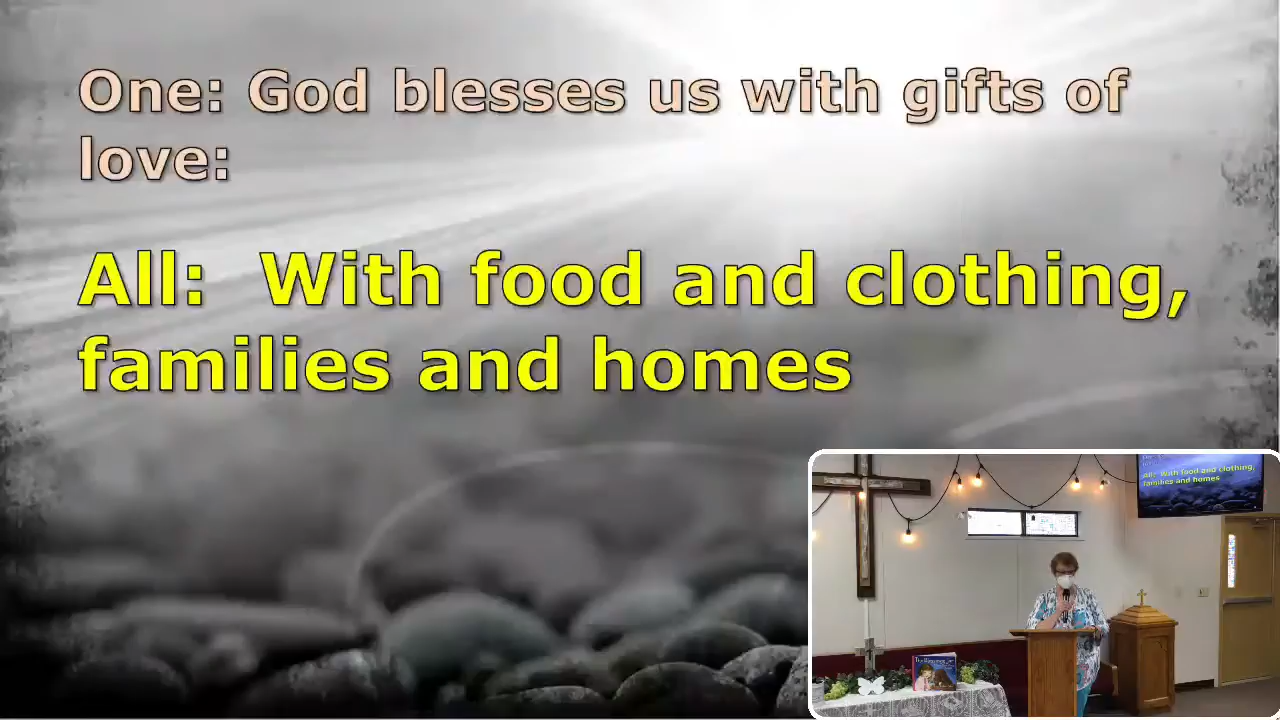 One: God blesses us with gifts of
love:
All: With food and clothing,
families and homes
All: With food and clothing,
families and homes